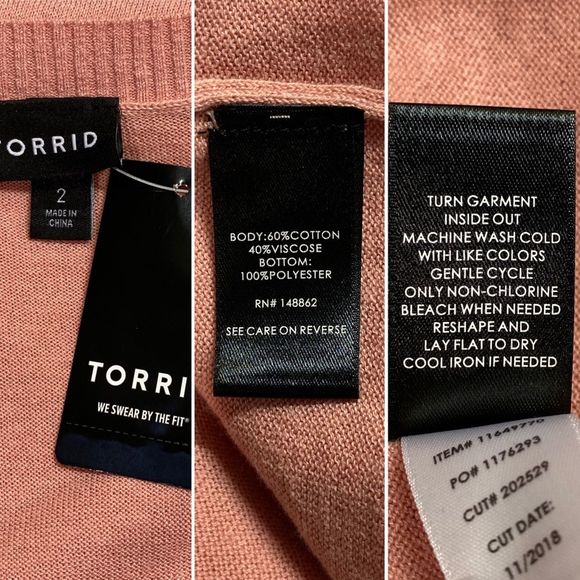 TORRID
2
MADE IN
CHINA
TORRID
WE SWEAR BY THE FIT®
BODY:60%COTTON
40%VISCOSE
BOTTOM:
100%POLYESTER
RN# 148862
SEE CARE ON REVERSE
TURN GARMENT
INSIDE OUT
MACHINE WASH COLD
WITH LIKE COLORS
GENTLE CYCLE
ONLY NON-CHLORINE
BLEACH WHEN NEEDED
RESHAPE AND
LAY FLAT TO DRY
COOL IRON IF NEEDED
ITEM# 11649770
PO# 1176293
CUT# 202529
CUT DATE:
11/2018